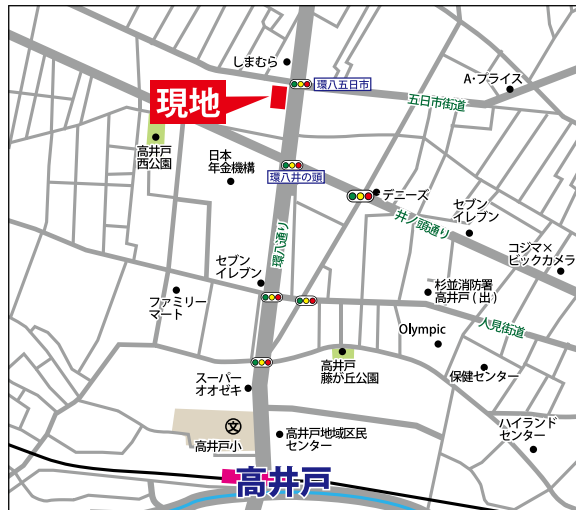 しまむら
環八五日市
A・プライス
現地
五日市街道
高井戸
西公園
日本
年金機構
環八井の頭
デニーズ
セブン
イレブン
井ノ頭通り
環八通り
コジマ×
ビックカメラ
セブン
イレブン
杉並消防署
高井戸(出)
ファミリー
マート
人見街道
Olympic
高井戸
藤が丘公園
保健センター
スーパー
オオゼキ
ハイランド
センター
文
高井戸小
高井戸地域区民
センター
高井戸